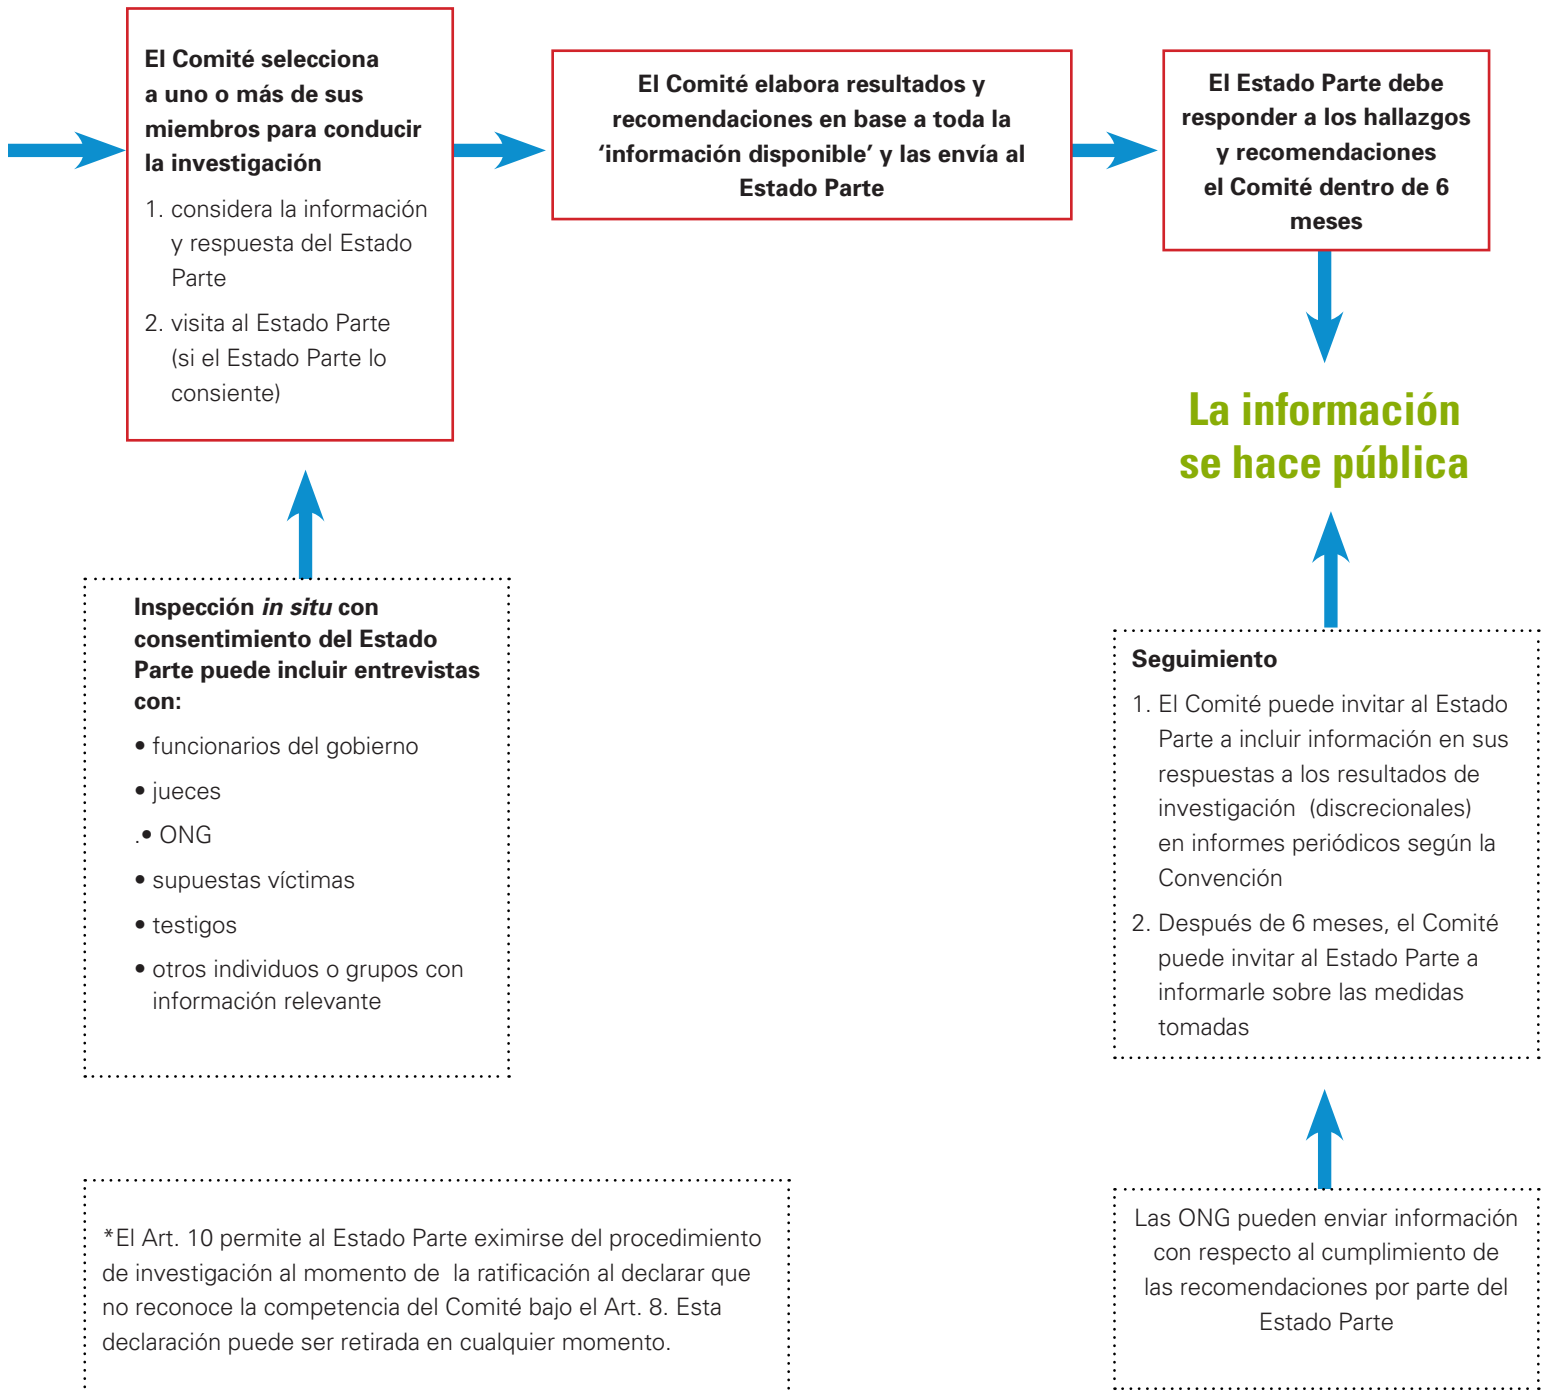 El Comité selecciona
a uno o más de sus
miembros para conducir
la investigación
1. considera la información
y respuesta del Estado
Parte
2. visita al Estado Parte
(si el Estado Parte lo
consiente)
El Comité elabora resultados y
recomendaciones en base a toda la
‘información disponible’ y las envía al
Estado Parte
El Estado Parte debe
responder a los hallazgos
y recomendaciones
el Comité dentro de 6
meses
La información
se hace pública
Inspección in situ con
consentimiento del Estado
Parte puede incluir entrevistas
con:
• funcionarios del gobierno
• jueces
.• ONG
• supuestas víctimas
• testigos
• otros individuos o grupos con
información relevante
Seguimiento
1. El Comité puede invitar al Estado
Parte a incluir información en sus
respuestas a los resultados de
investigación (discrecionales)
en informes periódicos según la
Convención
2. Después de 6 meses, el Comité
puede invitar al Estado Parte a
informarle sobre las medidas
tomadas
*El Art. 10 permite al Estado Parte eximirse del procedimiento
de investigación al momento de la ratificación al declarar que
no reconoce la competencia del Comité bajo el Art. 8. Esta
declaración puede ser retirada en cualquier momento.
Las ONG pueden enviar información
con respecto al cumplimiento de
las recomendaciones por parte del
Estado Parte